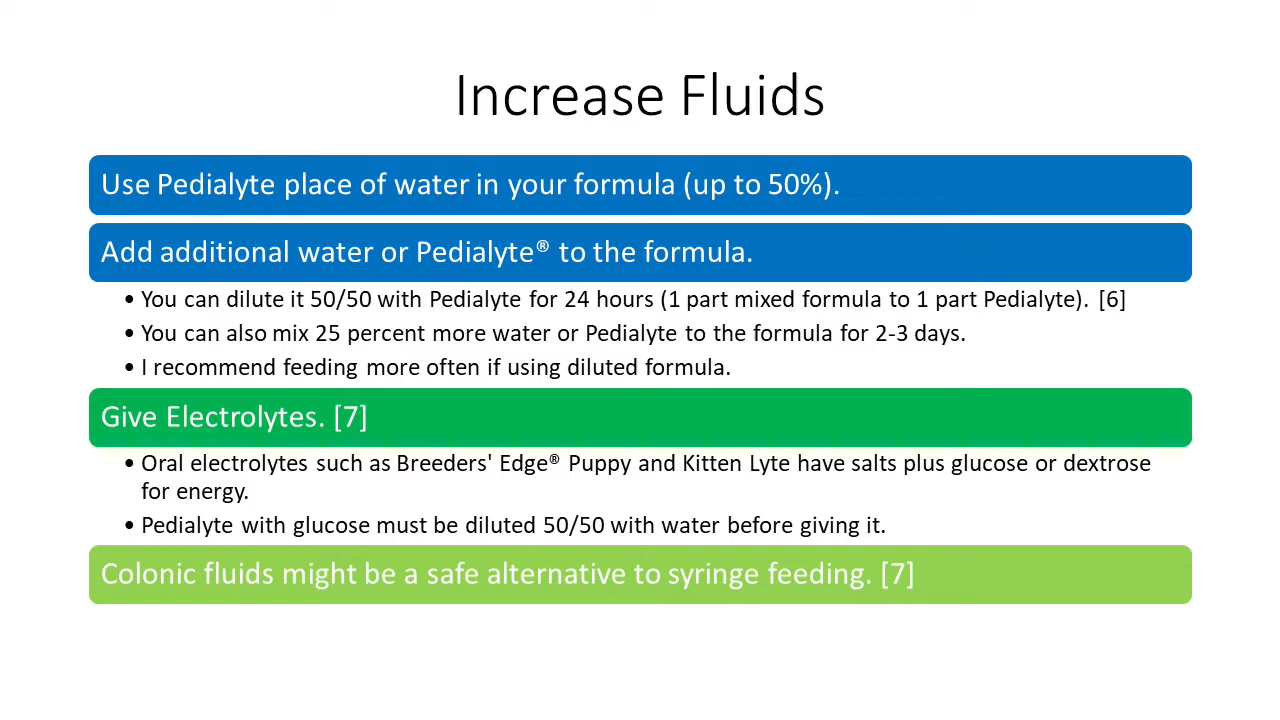 Increase Fluids
Use Pedialyte place of water in your formula (up to 50%).
Add additional water or Pedialyte® to the formula.
• You can dilute it 50/50 with Pedialyte for 24 hours (1 part mixed formula to 1 part Pedialyte). [6]
• You can also mix 25 percent more water or Pedialyte to the formula for 2-3 days.
• I recommend feeding more often if using diluted formula.
Give Electrolytes. [7]
• Oral electrolytes such as Breeders' Edge® Puppy and Kitten Lyte have salts plus glucose or dextrose
for energy.
• Pedialyte with glucose must be diluted 50/50 with water before giving it.
Colonic fluids might be a safe alternative to syringe feeding. [7]